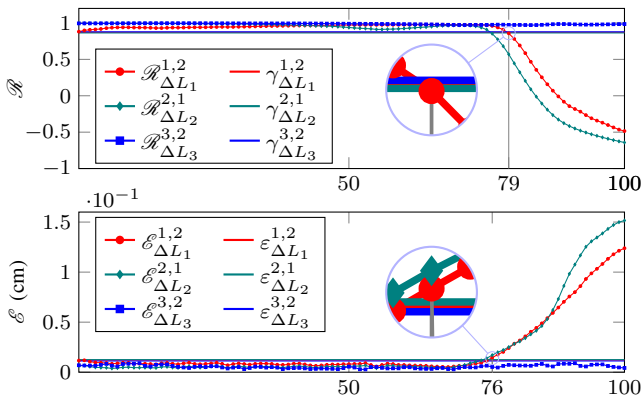 1
0.5
0
−0.5
−1
ℛ
ℛ^{1,2}_{ΔL_1} γ^{1,2}_{ΔL_1}
ℛ^{2,1}_{ΔL_2} γ^{2,1}_{ΔL_2}
ℛ^{3,2}_{ΔL_3} γ^{3,2}_{ΔL_3}
50 79 100
·10^{−1}
1.5
1
0.5
0
ℰ (cm)
ℰ^{1,2}_{ΔL_1} ε^{1,2}_{ΔL_1}
ℰ^{2,1}_{ΔL_2} ε^{2,1}_{ΔL_2}
ℰ^{3,2}_{ΔL_3} ε^{3,2}_{ΔL_3}
50 76 100